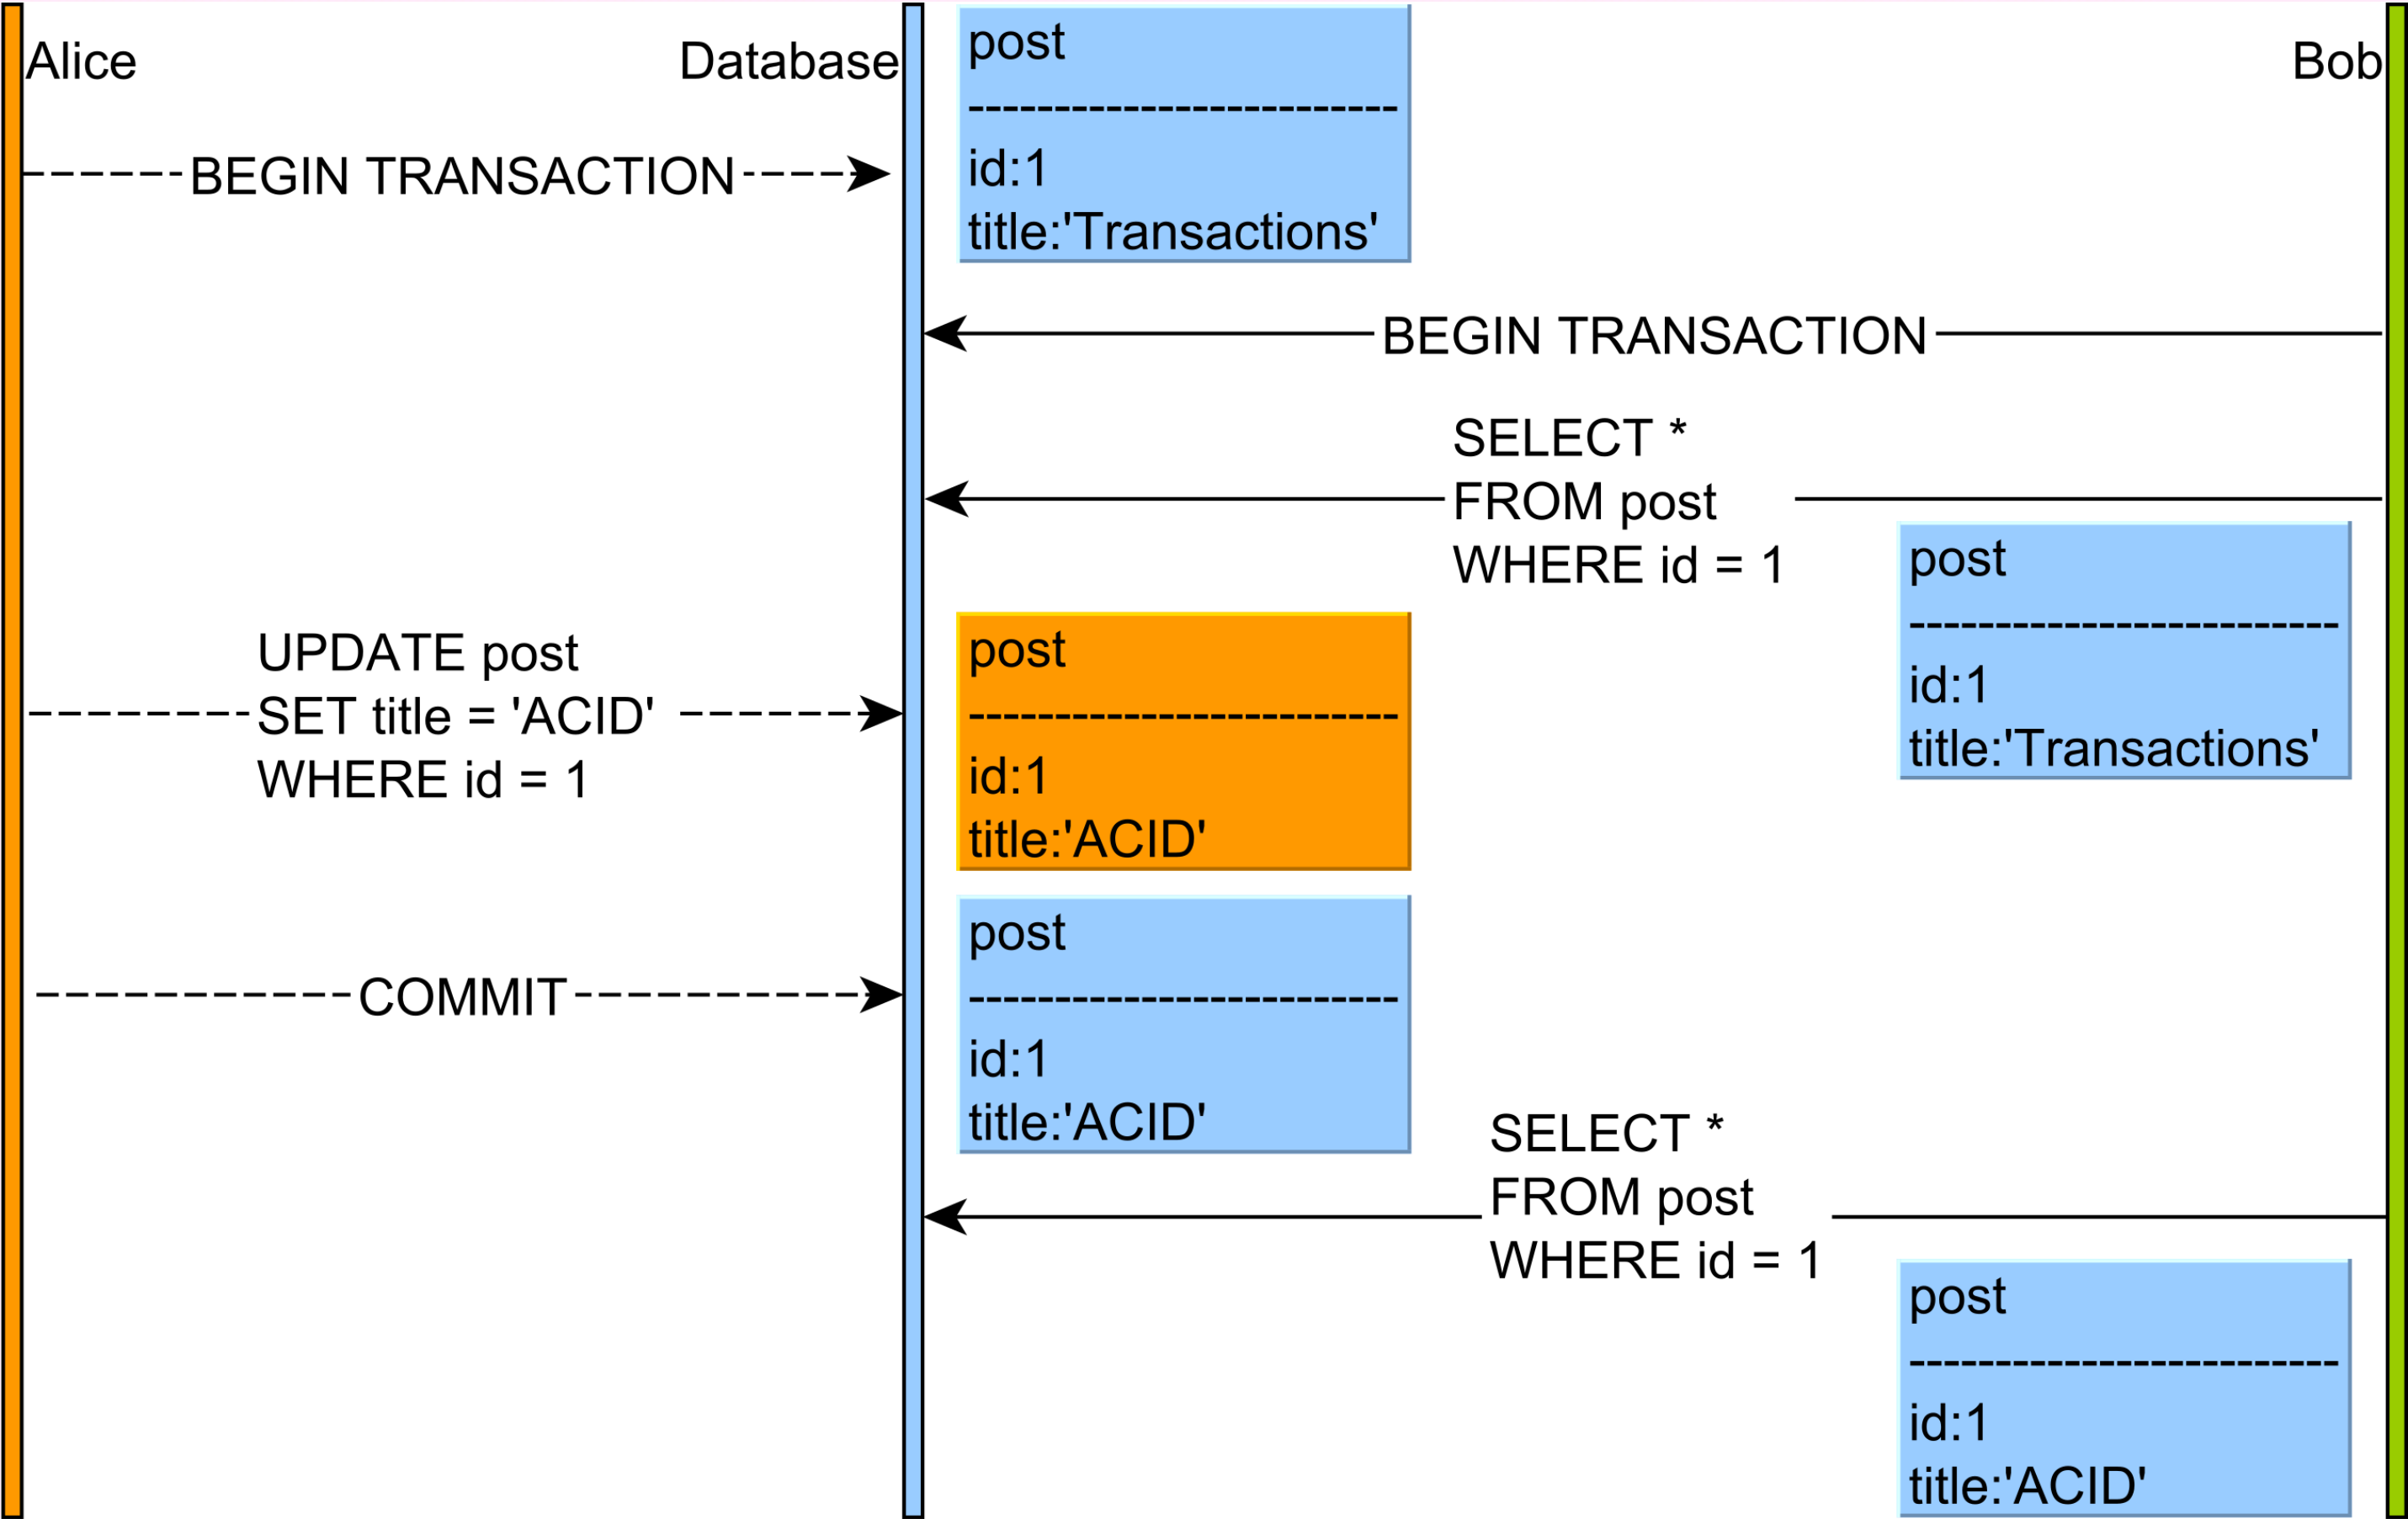 Alice
Database
Bob
post
------------------------
id:1
title:'Transactions'
BEGIN TRANSACTION
BEGIN TRANSACTION
SELECT *
FROM post
WHERE id = 1
post
------------------------
id:1
title:'Transactions'
UPDATE post
SET title = 'ACID'
WHERE id = 1
post
------------------------
id:1
title:'ACID'
COMMIT
post
------------------------
id:1
title:'ACID'
SELECT *
FROM post
WHERE id = 1
post
------------------------
id:1
title:'ACID'